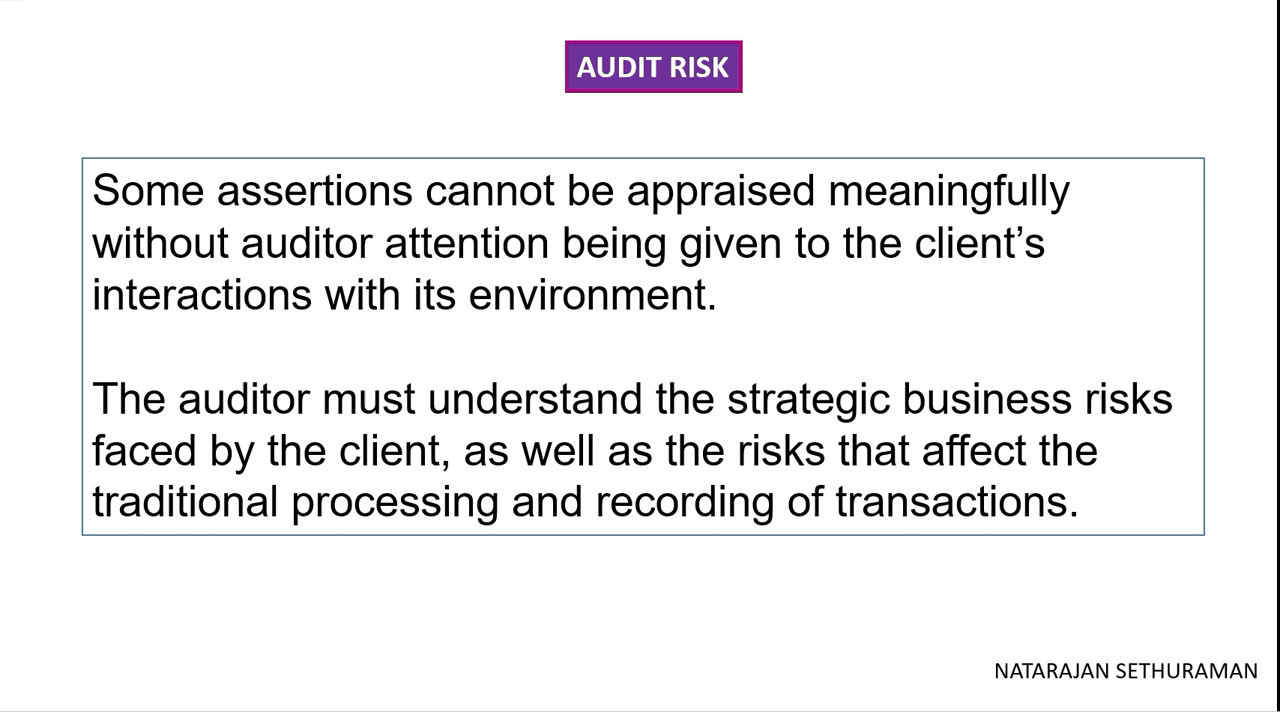 AUDIT RISK
Some assertions cannot be appraised meaningfully
without auditor attention being given to the client’s
interactions with its environment.
The auditor must understand the strategic business risks
faced by the client, as well as the risks that affect the
traditional processing and recording of transactions.
NATARAJAN SETHURAMAN